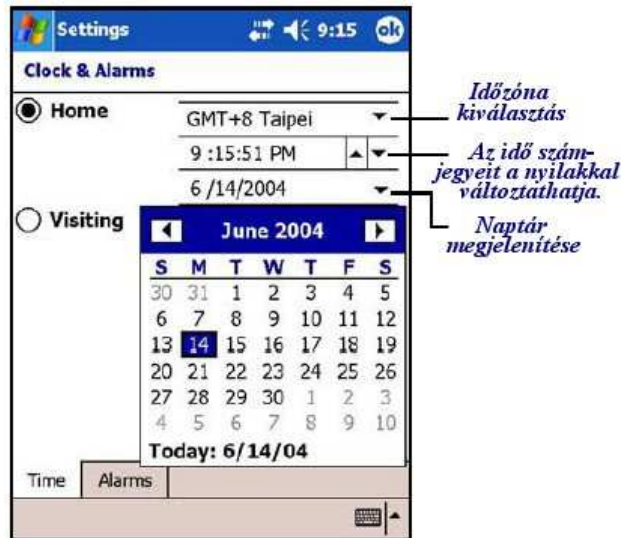 Settings 9:15 ok
Clock & Alarms
Home
GMT+8 Taipei
9 :15:51 PM
6 /14/2004
Visiting
June 2004
S M T W T F S
30 31 1 2 3 4 5
6 7 8 9 10 11 12
13 14 15 16 17 18 19
20 21 22 23 24 25 26
27 28 29 30 1 2 3
4 5 6 7 8 9 10
Today: 6/14/04
Time Alarms
Időzóna
kiválasztás
Az idő szám-
jegyeit a nyilakkal
változtathatja.
Naptár
megjelenítése